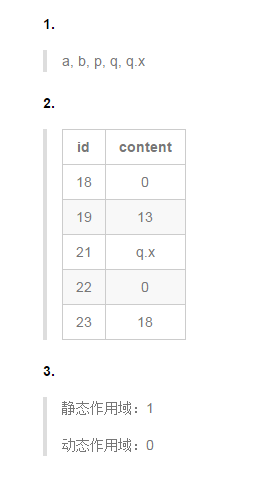 1.
a, b, p, q, q.x
2.
id content
18 0
19 13
21 q.x
22 0
23 18
3.
静态作用域：1
动态作用域：0